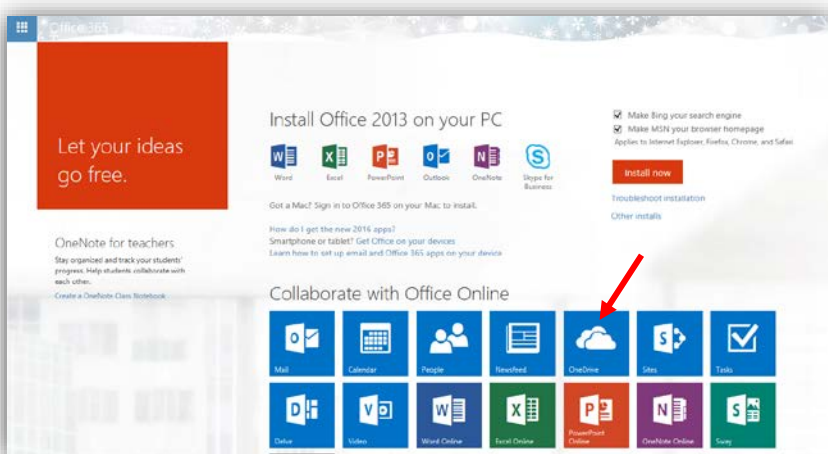 Office 365
Let your ideas
go free.
OneNote for teachers
Stay organized and track your students'
progress. Help students collaborate with
each other.
Create a OneNote Class Notebook
Install Office 2013 on your PC
Word
Excel
PowerPoint
Outlook
OneNote
Skype for
Business
Got a Mac? Sign in to Office 365 on your Mac to install.
How do I get the new 2016 apps?
Smartphone or tablet? Get Office on your devices
Learn how to set up email and Office 365 apps on your device
Make Bing your search engine
Make MSN your browser homepage
Applies to Internet Explorer, Firefox, Chrome, and Safari.
Install now
Troubleshoot installation
Other installs
Collaborate with Office Online
Mail
Calendar
People
Newsfeed
OneDrive
Sites
Tasks
Delve
Video
Word Online
Excel Online
PowerPoint
Online
OneNote Online
Sway